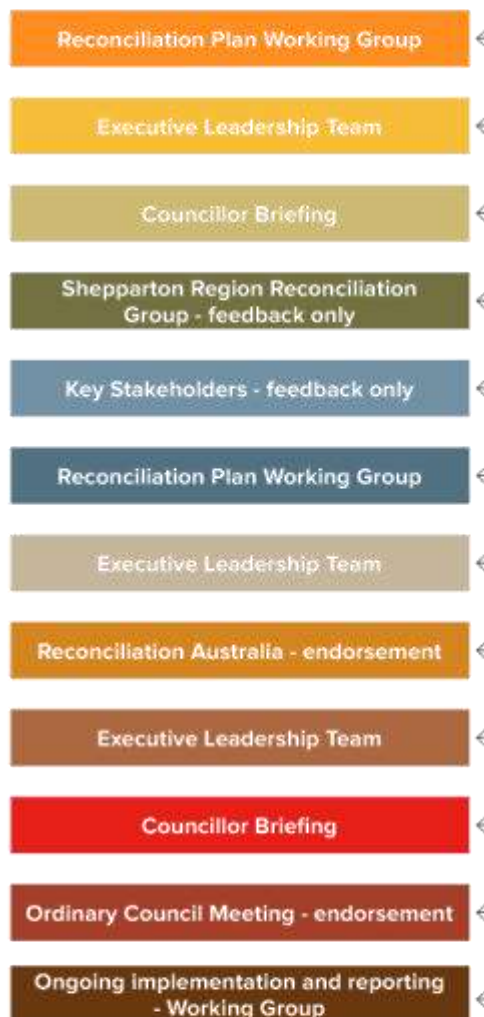 Reconciliation Plan Working Group
Executive Leadership Team
Councillor Briefing
Shepparton Region Reconciliation
Group - feedback only
Key Stakeholders - feedback only
Reconciliation Plan Working Group
Executive Leadership Team
Reconciliation Australia - endorsement
Executive Leadership Team
Councillor Briefing
Ordinary Council Meeting - endorsement
Ongoing implementation and reporting
- Working Group